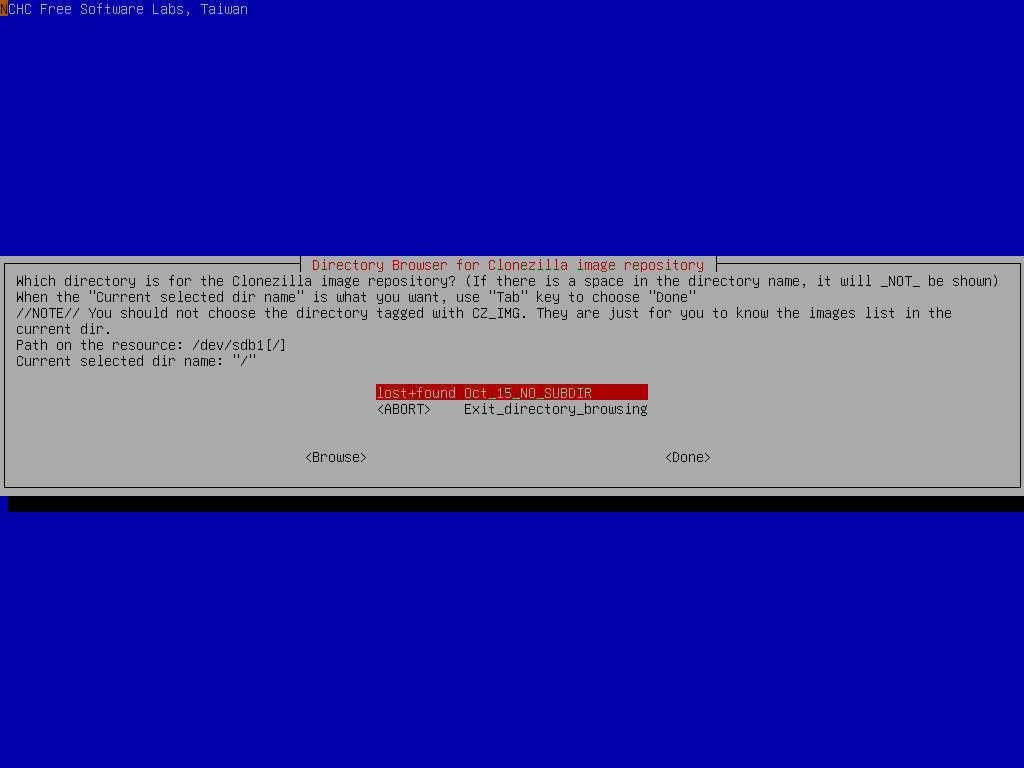 NCHC Free Software Labs, Taiwan
Directory Browser for Clonezilla image repository
Which directory is for the Clonezilla image repository? (If there is a space in the directory name, it will _NOT_ be shown)
When the "Current selected dir name" is what you want, use "Tab" key to choose "Done"
//NOTE// You should not choose the directory tagged with CZ_IMG. They are just for you to know the images list in the
current dir.
Path on the resource: /dev/sdb1[/]
Current selected dir name: "/"
lost+found Oct_15_NO_SUBDIR
<ABORT> Exit_directory_browsing
<Browse> <Done>